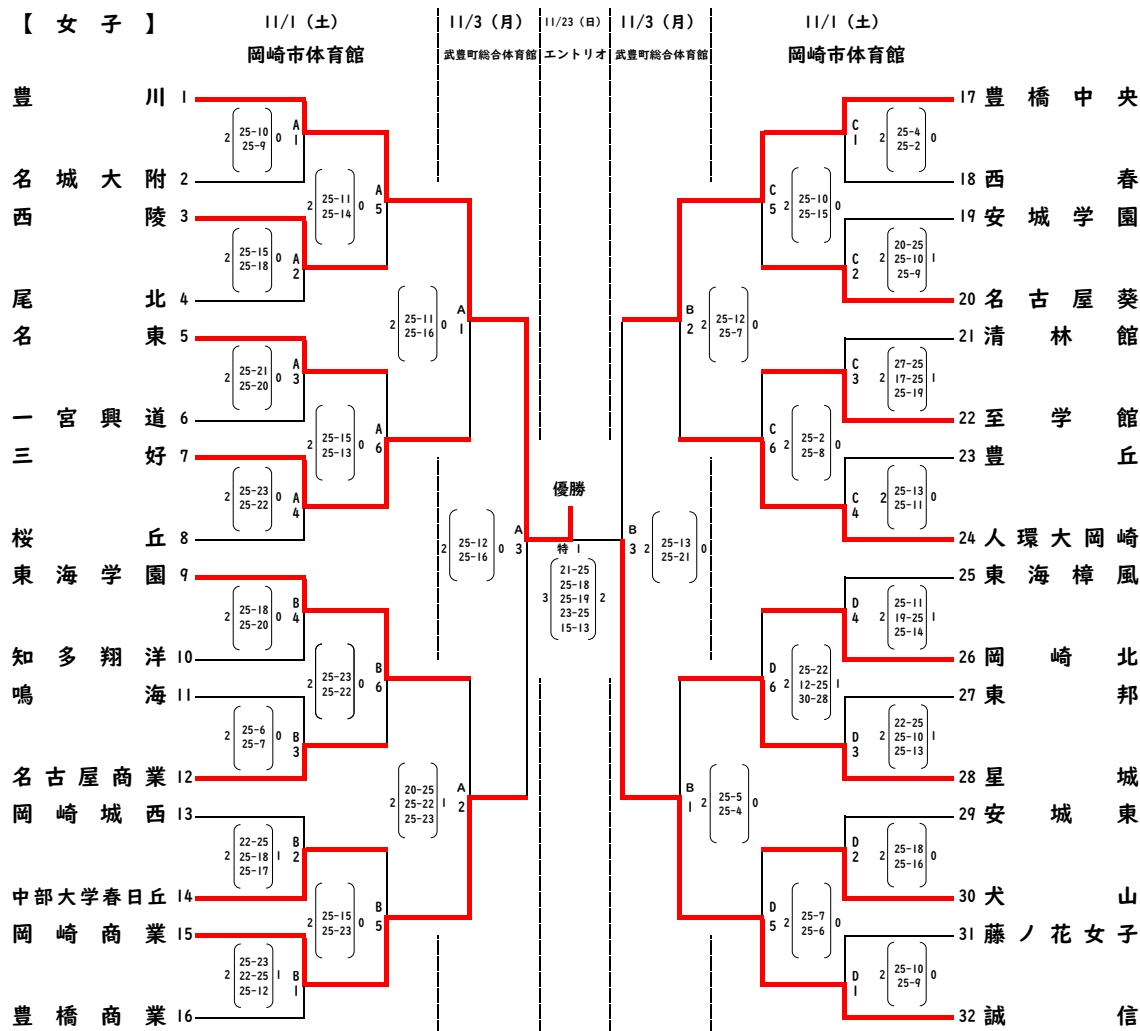 【女子】 11/1（土） 11/3（月） 11/23（日） 11/3（月） 11/1（土）
岡崎市体育館 武豊町総合体育館 エントリオ 武豊町総合体育館 岡崎市体育館
豊川 1
2 25-10 25-9 0 A1
名城大附 2
2 25-11 25-14 0 A5
西陵 3
2 25-15 25-18 0 A2
尾北 4
2 25-11 25-16 0 A1
名東 5
2 25-21 25-20 0 A3
一宮興道 6
2 25-15 25-13 0 A6
三好 7
2 25-23 25-22 0 A4
桜丘 8
2 25-12 25-16 0 A3
東海学園 9
2 25-18 25-20 0 B4
知多翔洋 10
2 25-23 25-22 0 B6
鳴海 11
2 25-6 25-7 0 B3
名古屋商業 12
2 20-25 25-22 25-23 1 A2
岡崎城西 13
2 22-25 25-18 25-17 1 B2
中部大学春日丘 14
2 25-15 25-23 0 B5
岡崎商業 15
2 25-23 22-25 25-12 1 B1
豊橋商業 16
優勝
特1
3 21-25 25-18 25-19 23-25 15-13 2
17 豊橋中央
C1 2 25-4 25-2 0
18 西春
C5 2 25-10 25-15 0
19 安城学園
C2 2 20-25 25-10 25-9 1
20 名古屋葵
B2 2 25-12 25-7 0
21 清林館
C3 2 27-25 17-25 25-19 1
22 至学館
C6 2 25-2 25-8 0
23 豊丘
C4 2 25-13 25-11 0
24 人環大岡崎
B3 2 25-13 25-21 0
25 東海樟風
D4 2 25-11 19-25 25-14 1
26 岡崎北
D6 2 25-22 12-25 30-28 1
27 東邦
D3 2 22-25 25-10 25-13 1
28 星城
B1 2 25-5 25-4 0
29 安城東
D2 2 25-18 25-16 0
30 犬山
D5 2 25-7 25-6 0
31 藤ノ花女子
D1 2 25-10 25-9 0
32 誠信